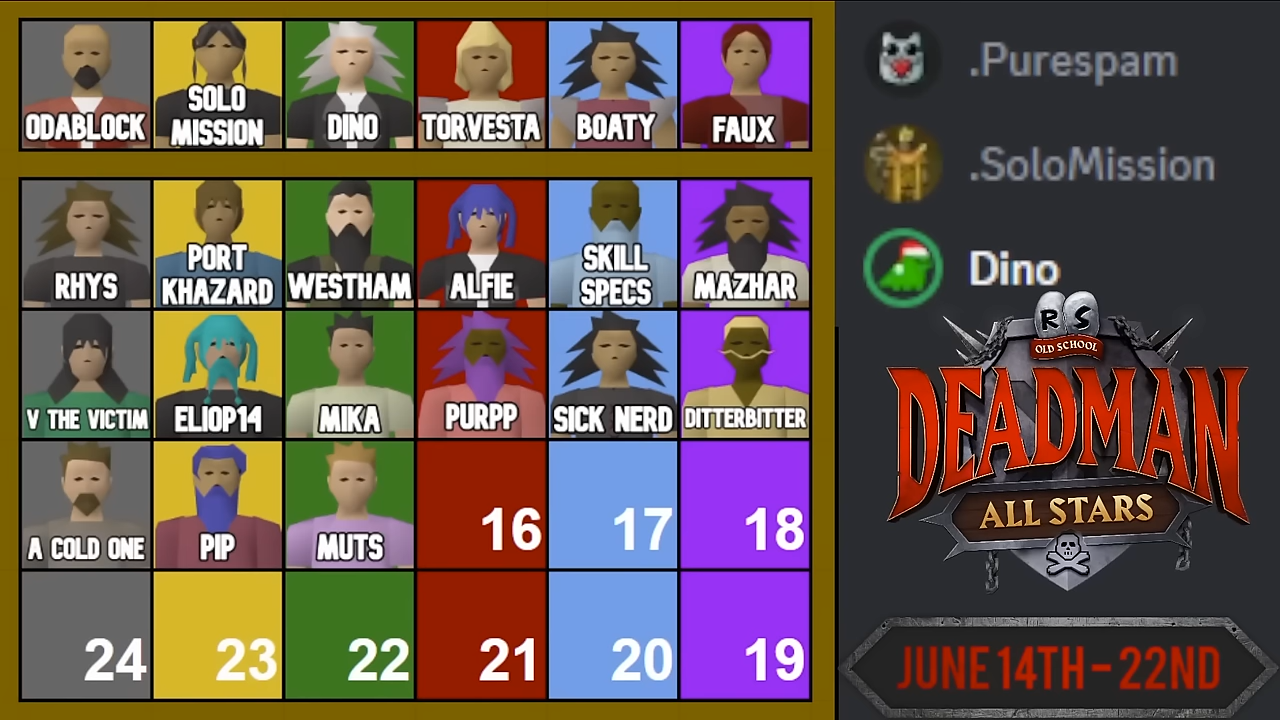 ODABLOCK
SOLO
MISSION
DINO
TORVESTA
BOATY
FAUX
RHYS
PORT
KHAZARD
WESTHAM
ALFIE
SKILL
SPECS
MAZHAR
V THE VICTIM
ELIOP14
MIKA
PURPP
SICK NERD
DITTERBITTER
A COLD ONE
PIP
MUTS
16
17
18
24
23
22
21
20
19
.Purespam
.SoloMission
Dino
RS
OLD SCHOOL
DEADMAN
ALL STARS
JUNE 14TH - 22ND